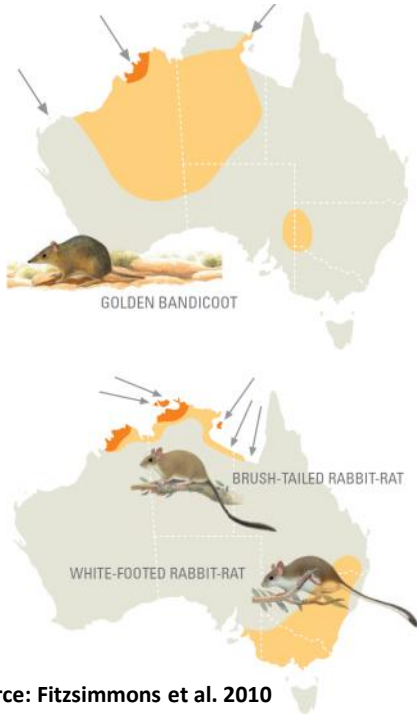 GOLDEN BANDICOOT
BRUSH-TAILED RABBIT-RAT
WHITE-FOOTED RABBIT-RAT
rce: Fitzsimmons et al. 2010